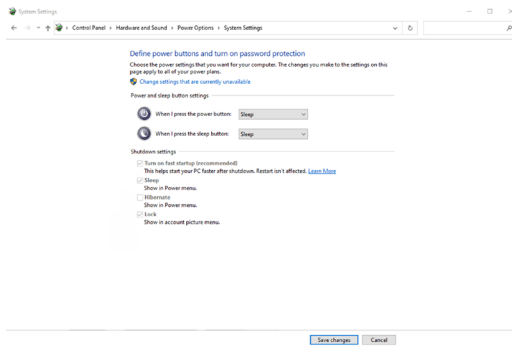 System Settings
Control Panel › Hardware and Sound › Power Options › System Settings
Define power buttons and turn on password protection
Choose the power settings that you want for your computer. The changes you make to the settings on this
page apply to all of your power plans.
Change settings that are currently unavailable
Power and sleep button settings
When I press the power button: Sleep
When I press the sleep button: Sleep
Shutdown settings
Turn on fast startup (recommended)
This helps start your PC faster after shutdown. Restart isn't affected. Learn More
Sleep
Show in Power menu.
Hibernate
Show in Power menu.
Lock
Show in account picture menu.
Save changes Cancel